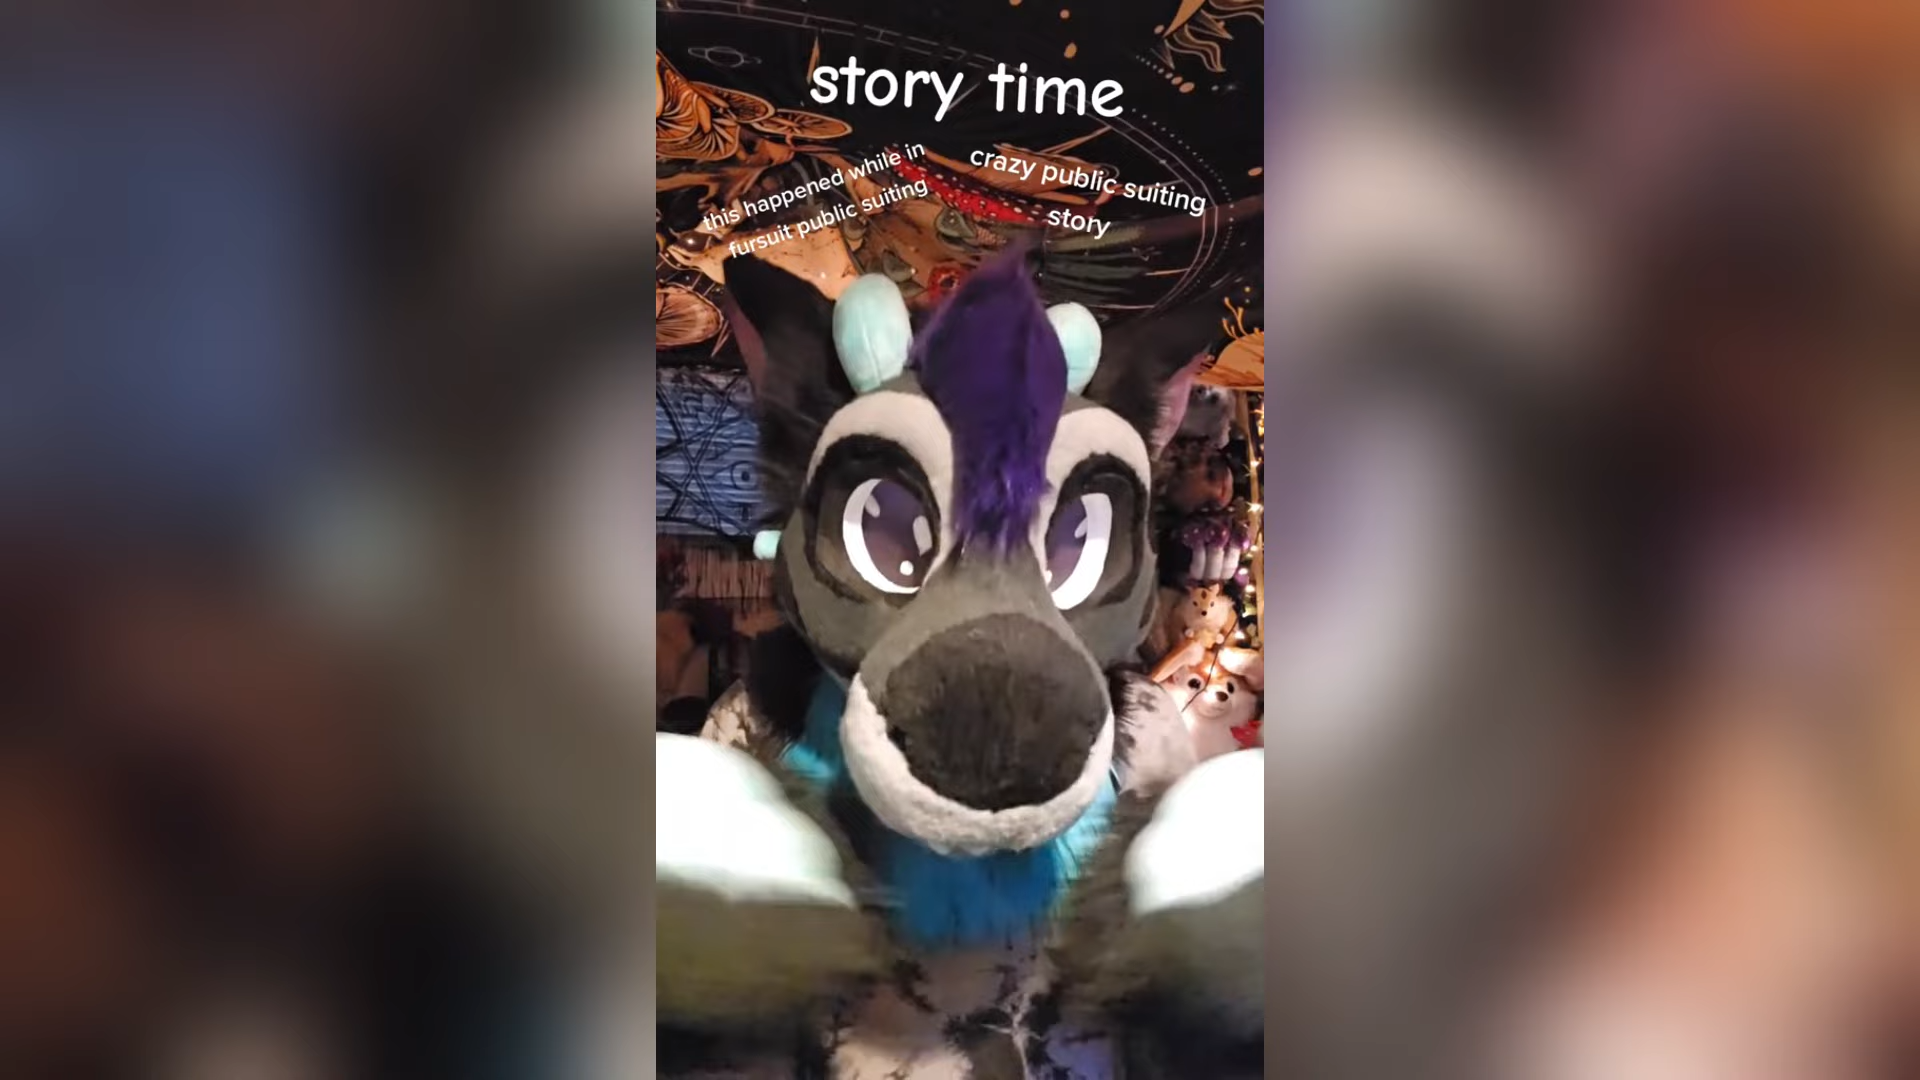 story time
this happened while in
fursuit public suiting
crazy public suiting
story